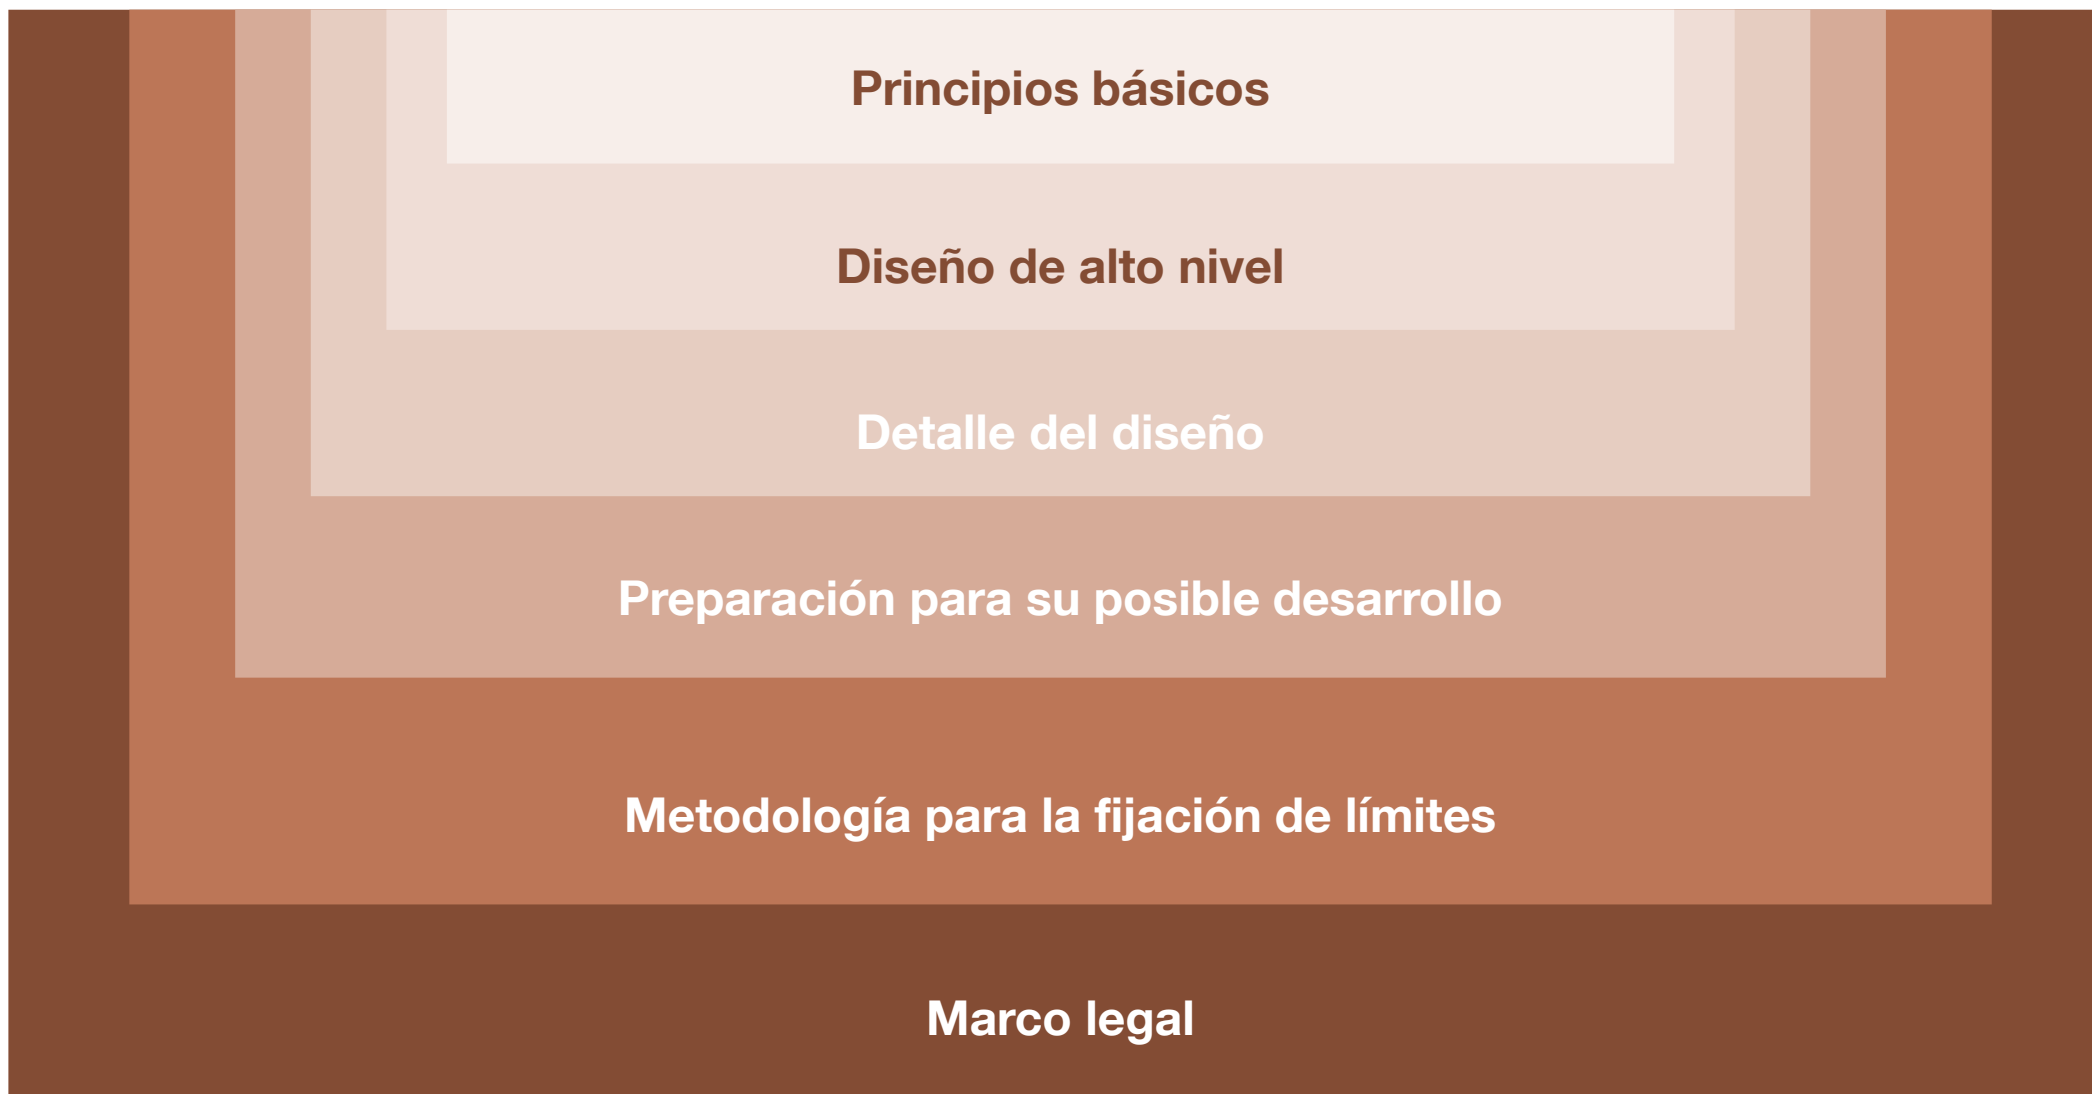 Principios básicos
Diseño de alto nivel
Detalle del diseño
Preparación para su posible desarrollo
Metodología para la fijación de límites
Marco legal